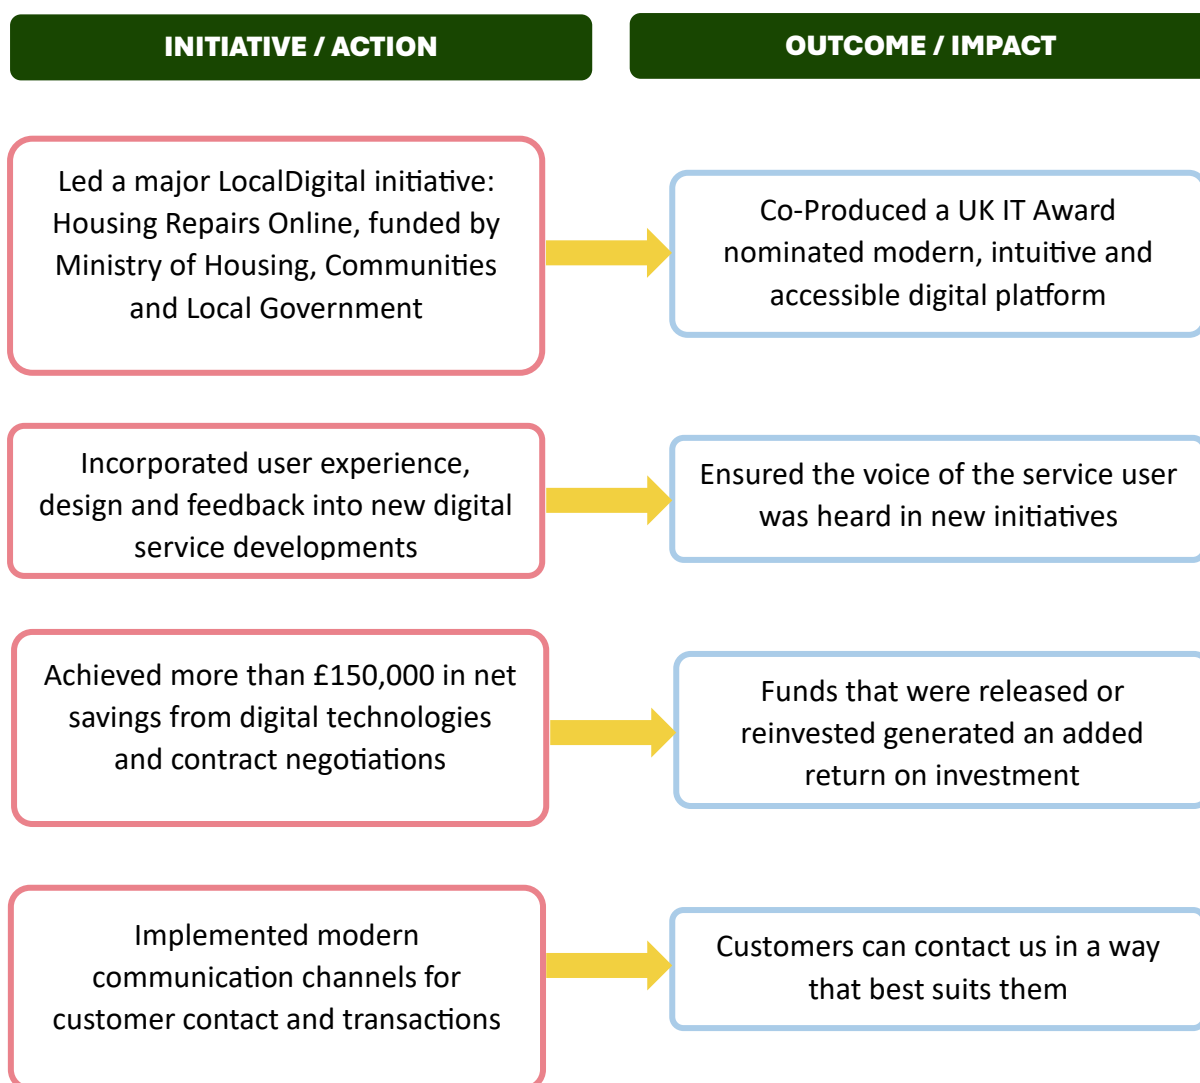 INITIATIVE / ACTION
OUTCOME / IMPACT
Led a major LocalDigital initiative:
Housing Repairs Online, funded by
Ministry of Housing, Communities
and Local Government
Co-Produced a UK IT Award
nominated modern, intuitive and
accessible digital platform
Incorporated user experience,
design and feedback into new digital
service developments
Ensured the voice of the service user
was heard in new initiatives
Achieved more than £150,000 in net
savings from digital technologies
and contract negotiations
Funds that were released or
reinvested generated an added
return on investment
Implemented modern
communication channels for
customer contact and transactions
Customers can contact us in a way
that best suits them